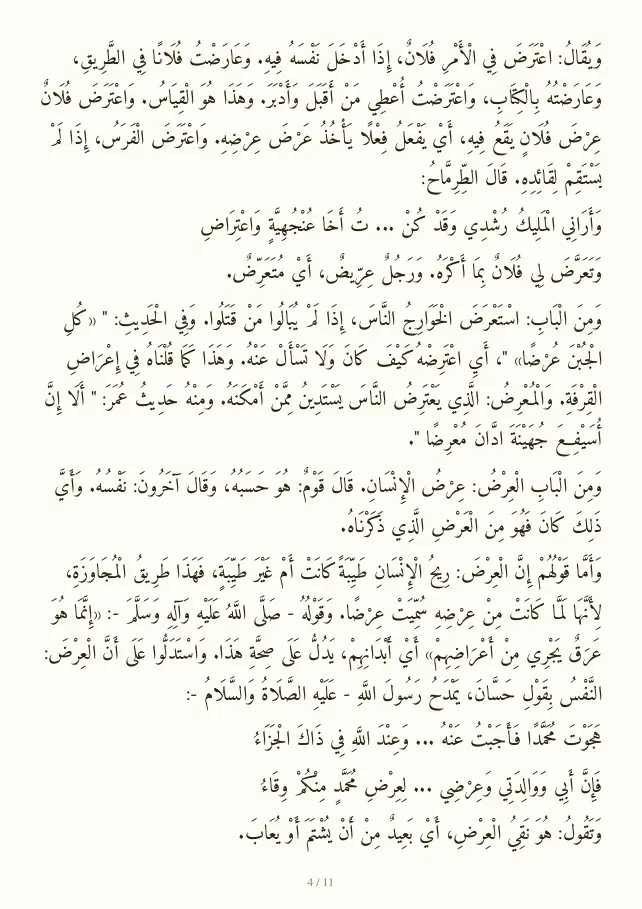 وَيُقَالُ: اعْتَرَضَ فِي الْأَمْرِ فُلَانٌ، إِذَا أَدْخَلَ نَفْسَهُ فِيهِ. وَعَارَضْتُ فُلَانًا فِي الطَّرِيقِ،
وَعَارَضْتُهُ بِالْكِتَابِ، وَاعْتَرَضْتُ أُعْطِي مَنْ أَقْبَلَ وَأَدْبَرَ. وَهَذَا هُوَ الْقِيَاسُ. وَاعْتَرَضَ فُلَانٌ
عِرْضَ فُلَانٍ يَقَعُ فِيهِ، أَيْ يَفْعَلُ فِعْلًا يَأْخُذُ عَرْضَ عِرْضِهِ. وَاعْتَرَضَ الْفَرَسُ، إِذَا لَمْ
يَسْتَقِمْ لِقَائِدِهِ. قَالَ الطِّرِمَّاحُ:
وَأَرَانِي الْمَلِيكُ رُشْدِي وَقَدْ كُنْ ... تُ أَخَا عُنْجُهِيَّةٍ وَاعْتِرَاضِ
وَتَعَرَّضَ لِي فُلَانٌ بِمَا أَكْرَهُ. وَرَجُلٌ عِرِّيضٌ، أَيْ مُتَعَرِّضٌ.
وَمِنَ الْبَابِ: اسْتَعْرَضَ الْخَوَارِجُ النَّاسَ، إِذَا لَمْ يُبَالُوا مَنْ قَتَلُوا. وَفِي الْحَدِيثِ: " «كُلِ
الْجُبْنَ عُرْضًا» "، أَيِ اعْتَرِضْهُ كَيْفَ كَانَ وَلَا تَسْأَلْ عَنْهُ. وَهَذَا كَمَا قُلْنَاهُ فِي إِعْرَاضِ
الْقِرْفَةِ. وَالْمُعْرِضُ: الَّذِي يَعْتَرِضُ النَّاسَ يَسْتَدِينُ مِمَّنْ أَمْكَنَهُ. وَمِنْهُ حَدِيثُ عُمَرَ: " أَلَا إِنَّ
أُسَيْفِعَ جُهَيْنَةَ ادَّانَ مُعْرِضًا ".
وَمِنَ الْبَابِ الْعِرْضُ: عِرْضُ الْإِنْسَانِ. قَالَ قَوْمٌ: هُوَ حَسَبُهُ، وَقَالَ آخَرُونَ: نَفْسُهُ. وَأَيَّ
ذَلِكَ كَانَ فَهُوَ مِنَ الْعَرْضِ الَّذِي ذَكَرْنَاهُ.
وَأَمَّا قَوْلُهُمْ إِنَّ الْعِرْضَ: رِيحُ الْإِنْسَانِ طَيِّبَةً كَانَتْ أَمْ غَيْرَ طَيِّبَةٍ، فَهَذَا طَرِيقُ الْمُجَاوَزَةِ،
لِأَنَّهَا لَمَّا كَانَتْ مِنْ عِرْضِهِ سُمِّيَتْ عِرْضًا. وَقَوْلُهُ - صَلَّى اللَّهُ عَلَيْهِ وَآلِهِ وَسَلَّمَ -: «إِنَّمَا هُوَ
عَرَقٌ يَجْرِي مِنْ أَعْرَاضِهِمْ» أَيْ أَبْدَانِهِمْ، يَدُلُّ عَلَى صِحَّةِ هَذَا. وَاسْتَدَلُّوا عَلَى أَنَّ الْعِرْضَ:
النَّفْسُ بِقَوْلِ حَسَّانَ، يَمْدَحُ رَسُولَ اللَّهِ - عَلَيْهِ الصَّلَاةُ وَالسَّلَامُ -:
هَجَوْتَ مُحَمَّدًا فَأَجَبْتُ عَنْهُ ... وَعِنْدَ اللَّهِ فِي ذَاكَ الْجَزَاءُ
فَإِنَّ أَبِي وَوَالِدَتِي وَعِرْضِي ... لِعِرْضِ مُحَمَّدٍ مِنْكُمْ وِقَاءُ
وَتَقُولُ: هُوَ نَقِيُّ الْعِرْضِ، أَيْ بَعِيدٌ مِنْ أَنْ يُشْتَمَ أَوْ يُعَابَ.
4 / 11